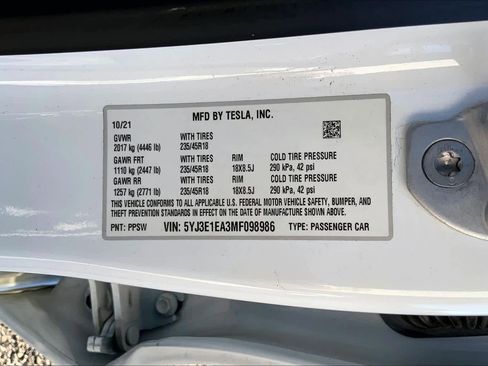 MFD BY TESLA, INC.
10/21
GVWR WITH TIRES
2017 kg (4446 lb) 235/45R18
GAWR FRT WITH TIRES RIM COLD TIRE PRESSURE
1110 kg (2447 lb) 235/45R18 18X8.5J 290 kPa, 42 psi
GAWR RR WITH TIRES RIM COLD TIRE PRESSURE
1257 kg (2771 lb) 235/45R18 18X8.5J 290 kPa, 42 psi
THIS VEHICLE CONFORMS TO ALL APPLICABLE U.S. FEDERAL MOTOR VEHICLE SAFETY, BUMPER, AND
THEFT PREVENTION STANDARDS IN EFFECT ON THE DATE OF MANUFACTURE SHOWN ABOVE.
PNT: PPSW VIN: 5YJ3E1EA3MF098986 TYPE: PASSENGER CAR